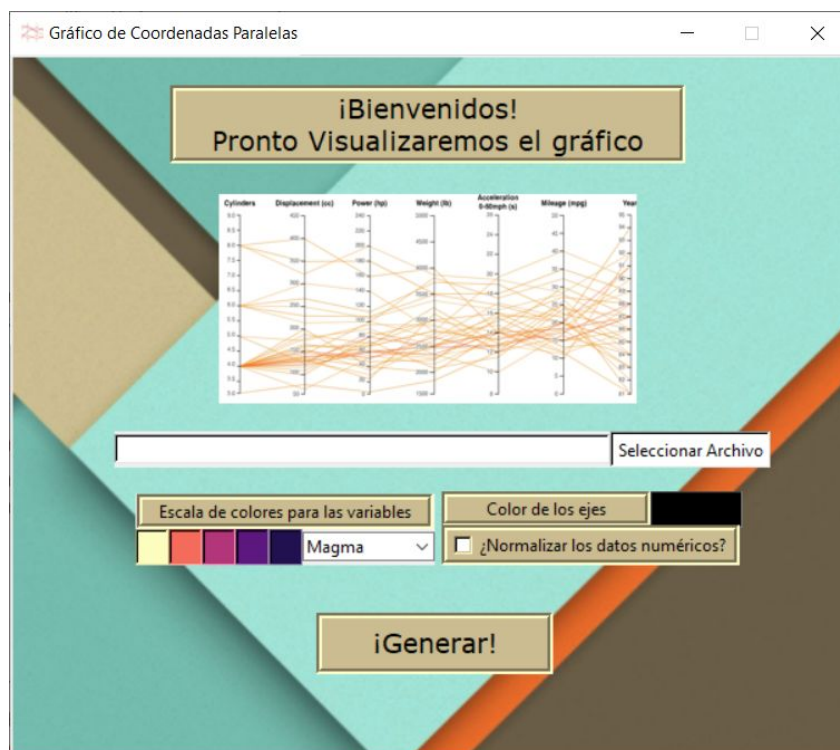 Gráfico de Coordenadas Paralelas
¡Bienvenidos!
Pronto Visualizaremos el gráfico
Cylinders Displacement (cc) Power (hp) Weight (lb) Acceleration 0-60mph (s) Mileage (mpg) Year
Seleccionar Archivo
Escala de colores para las variables
Color de los ejes
Magma
¿Normalizar los datos numéricos?
¡Generar!